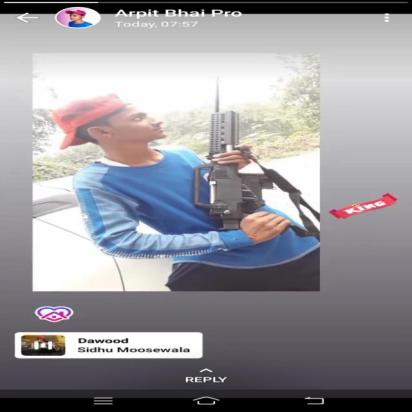 Arpit Bhai Pro
Today, 07:57
KING
Dawood
Sidhu Moosewala
REPLY